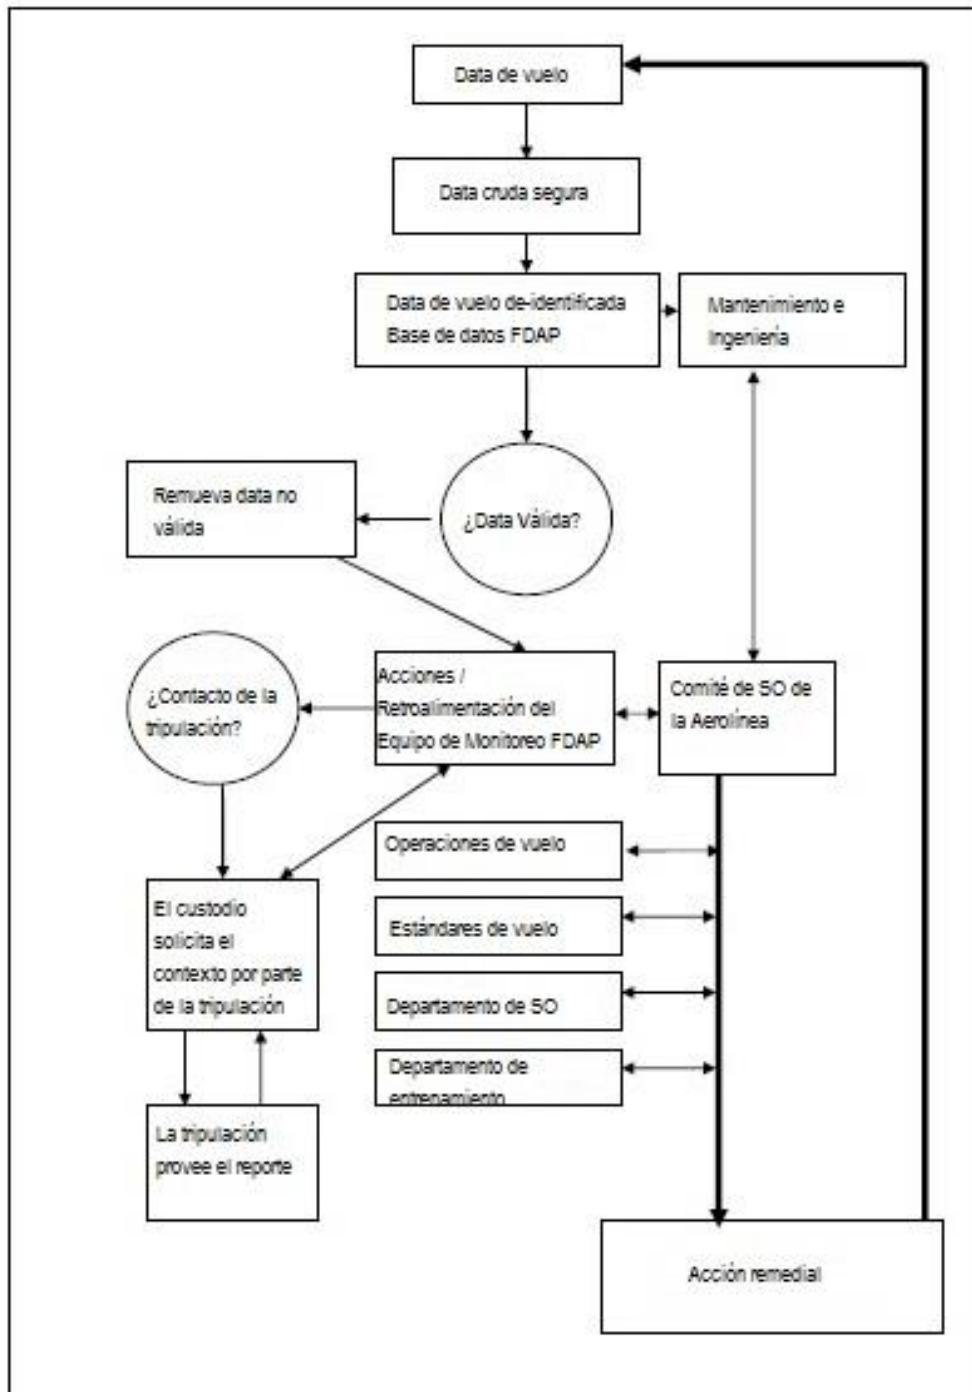 Data de vuelo
Data cruda segura
Data de vuelo de-identificada
Base de datos FDAP
Mantenimiento e
Ingeniería
Remueva data no
válida
¿Data Válida?
¿Contacto de la
tripulación?
Acciones /
Retroalimentación del
Equipo de Monitoreo FDAP
Comité de SO de
la Aerolínea
Operaciones de vuelo
El custodio
solicita el
contexto por parte
de la tripulación
Estándares de vuelo
Departamento de SO
Departamento de
entrenamiento
La tripulación
provee el reporte
Acción remedial